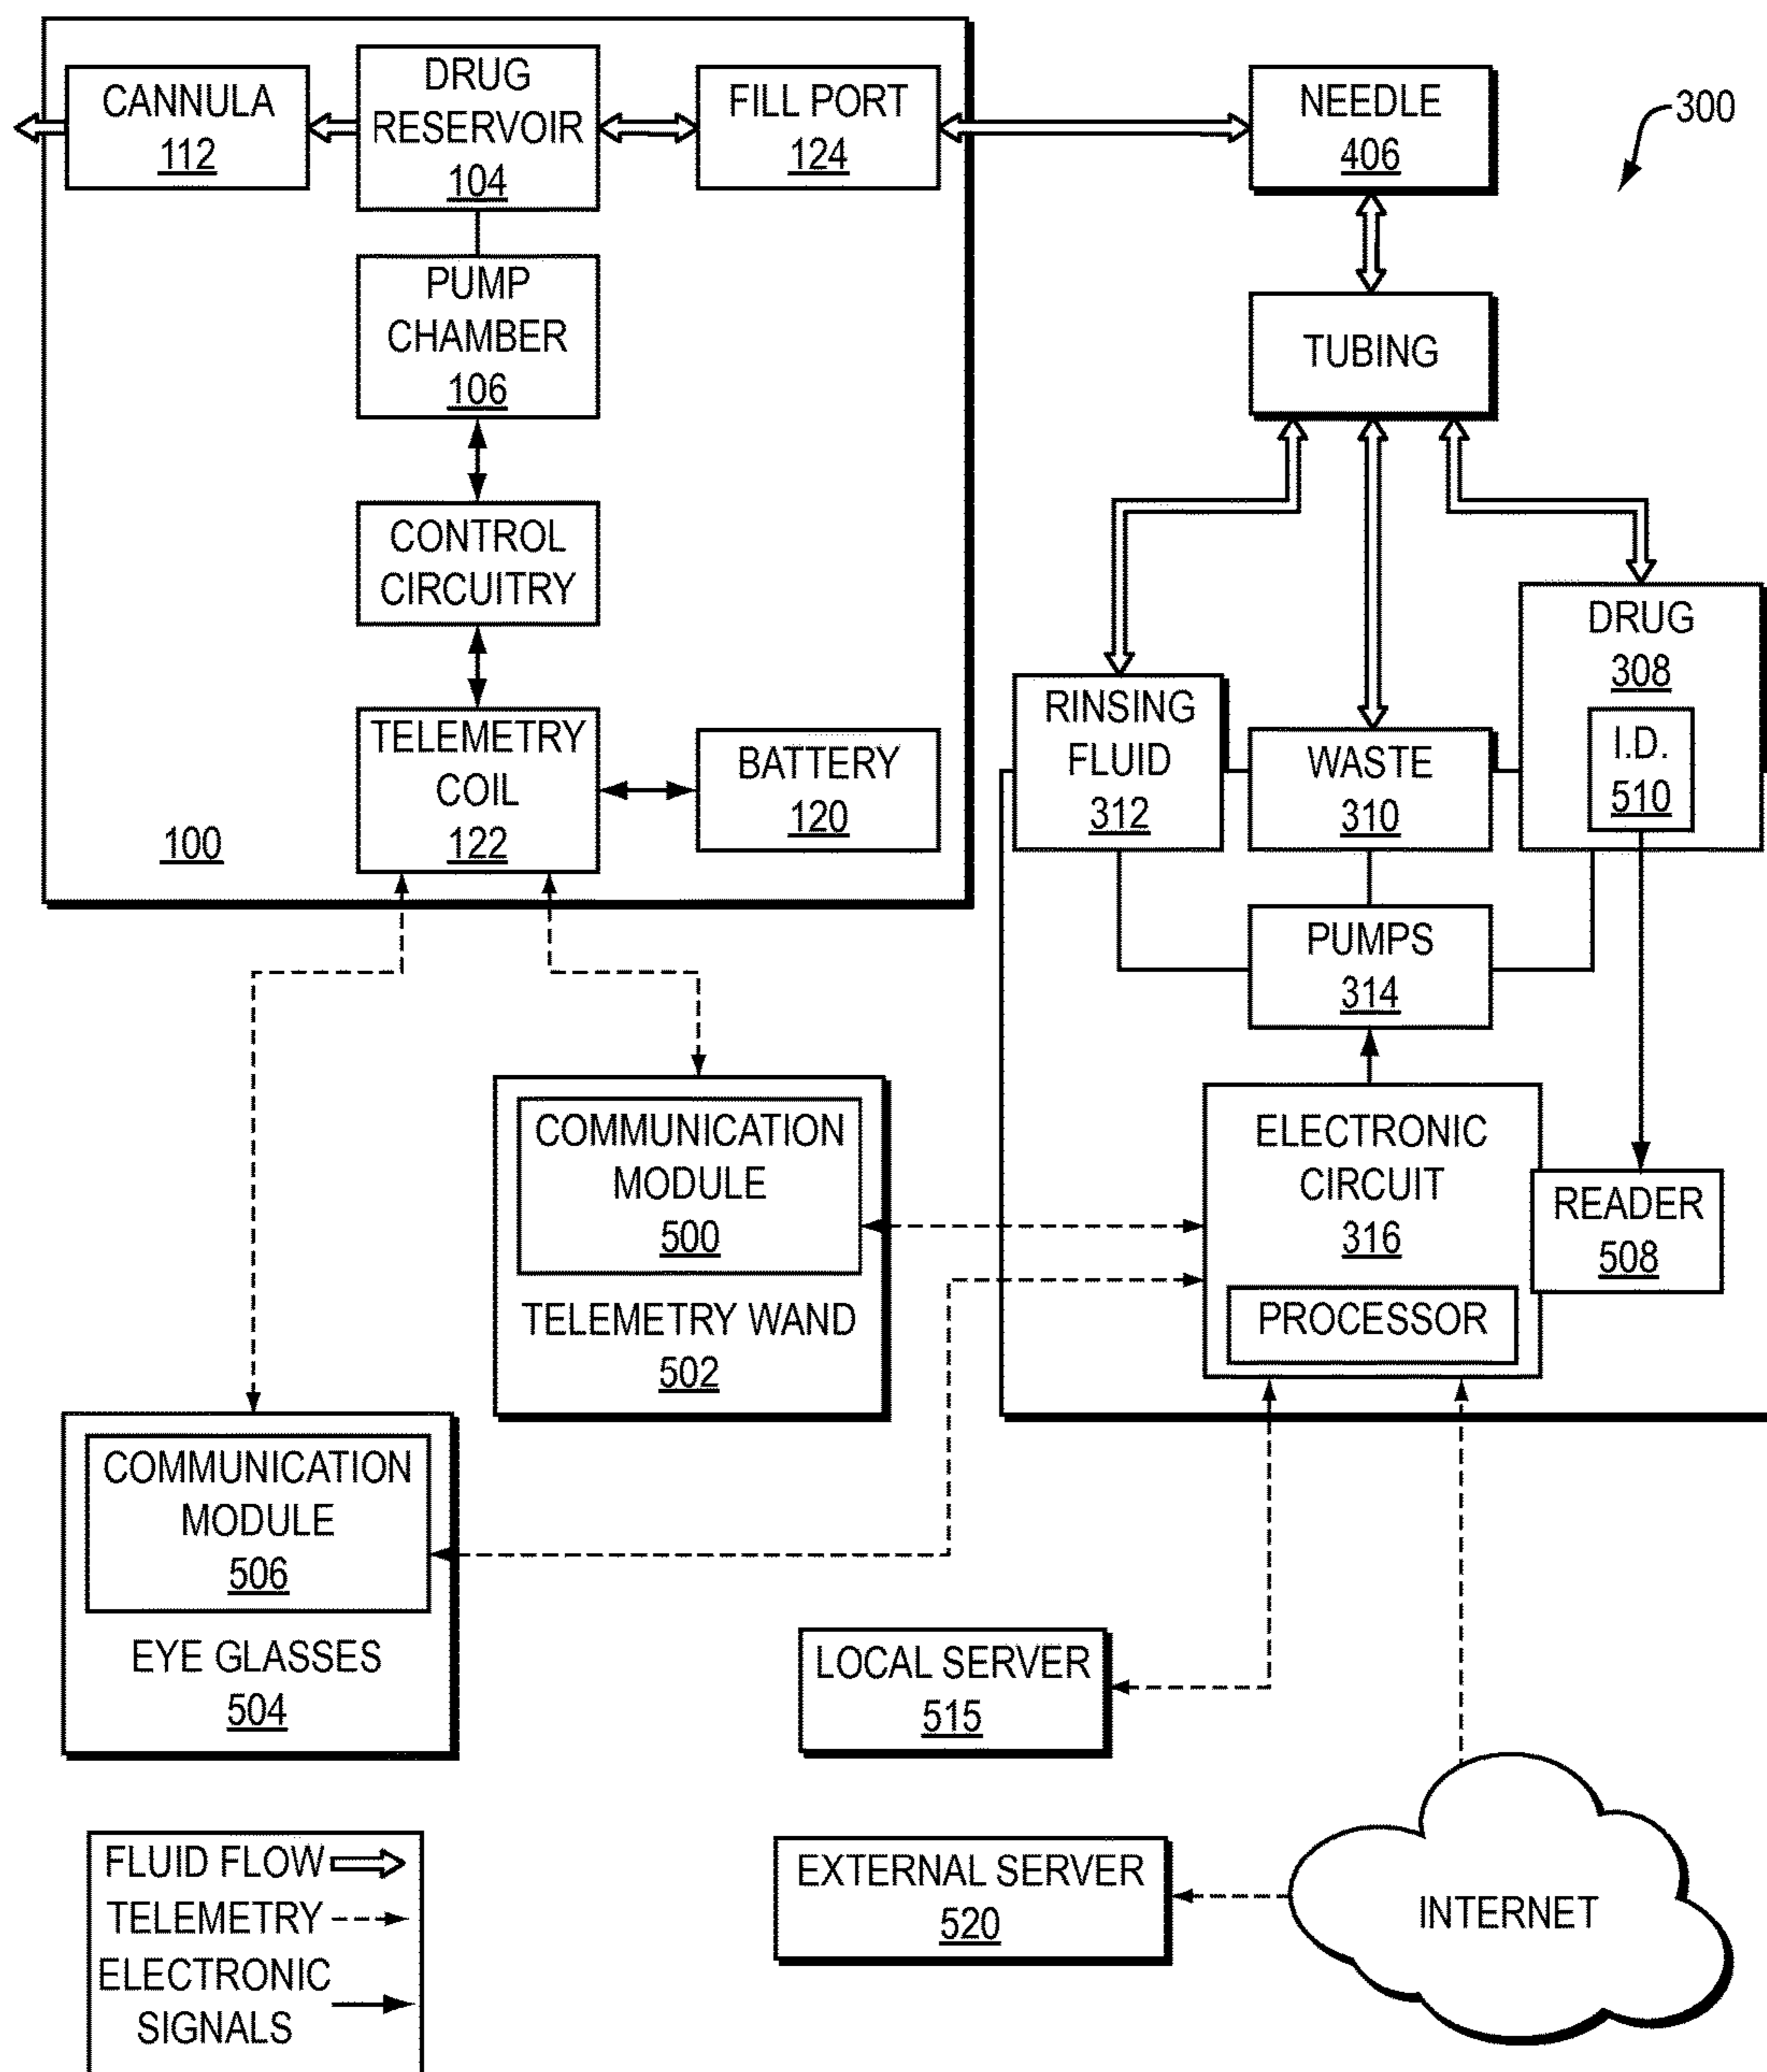 CANNULA
112
DRUG
RESERVOIR
104
FILL PORT
124
NEEDLE
406
300
PUMP
CHAMBER
106
TUBING
CONTROL
CIRCUITRY
TELEMETRY
COIL
122
BATTERY
120
100
RINSING
FLUID
312
WASTE
310
DRUG
308
I.D.
510
PUMPS
314
COMMUNICATION
MODULE
500
TELEMETRY WAND
502
ELECTRONIC
CIRCUIT
316
PROCESSOR
READER
508
COMMUNICATION
MODULE
506
EYE GLASSES
504
LOCAL SERVER
515
EXTERNAL SERVER
520
INTERNET
FLUID FLOW
TELEMETRY
ELECTRONIC
SIGNALS